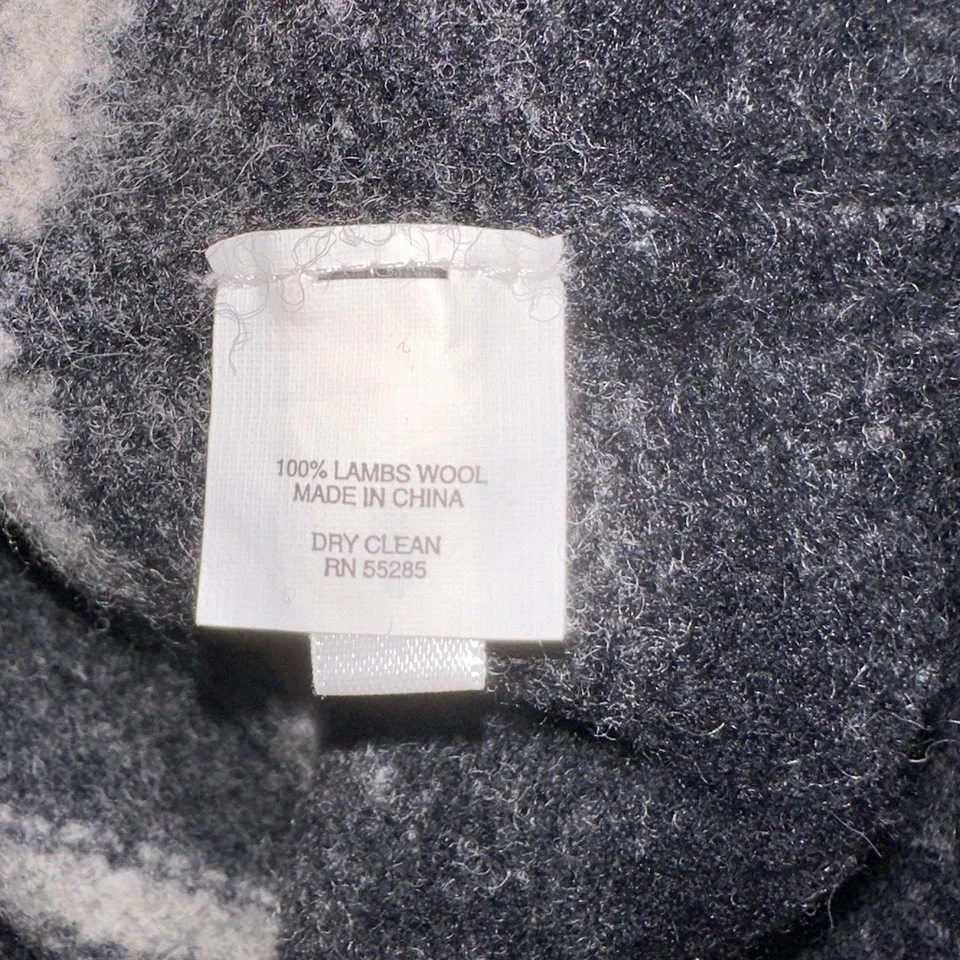 100% LAMBS WOOL
MADE IN CHINA
DRY CLEAN
RN 55285